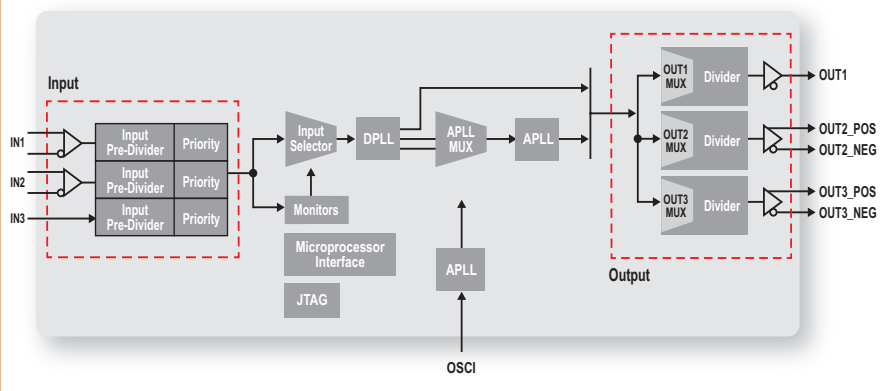 Input
IN1
IN2
IN3
Input
Pre-Divider
Priority
Input
Pre-Divider
Priority
Input
Pre-Divider
Priority
Input
Selector
Monitors
Microprocessor
Interface
JTAG
DPLL
APLL
MUX
APLL
APLL
OSCI
OUT1
MUX
Divider
OUT2
MUX
Divider
OUT3
MUX
Divider
Output
OUT1
OUT2_POS
OUT2_NEG
OUT3_POS
OUT3_NEG